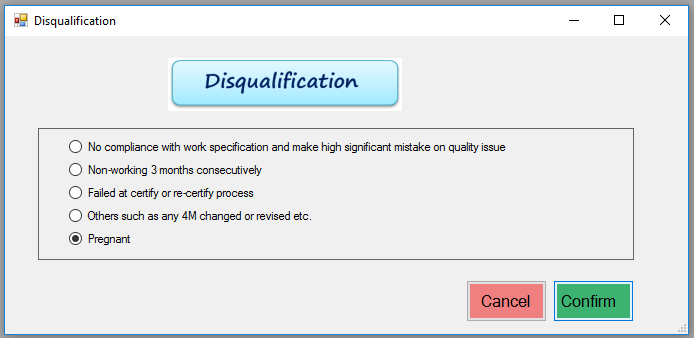 Disqualification
Disqualification
No compliance with work specification and make high significant mistake on quality issue
Non-working 3 months consecutively
Failed at certify or re-certify process
Others such as any 4M changed or revised etc.
Pregnant
Cancel
Confirm